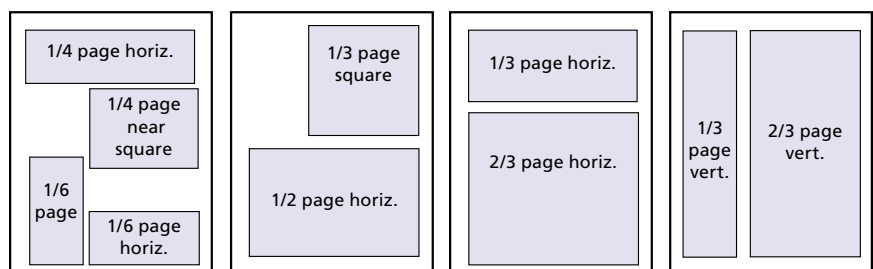 1/4 page horiz.
1/4 page
near
square
1/6
page
1/6 page
horiz.
1/3 page
square
1/2 page horiz.
1/3 page horiz.
2/3 page horiz.
1/3
page
vert.
2/3 page
vert.